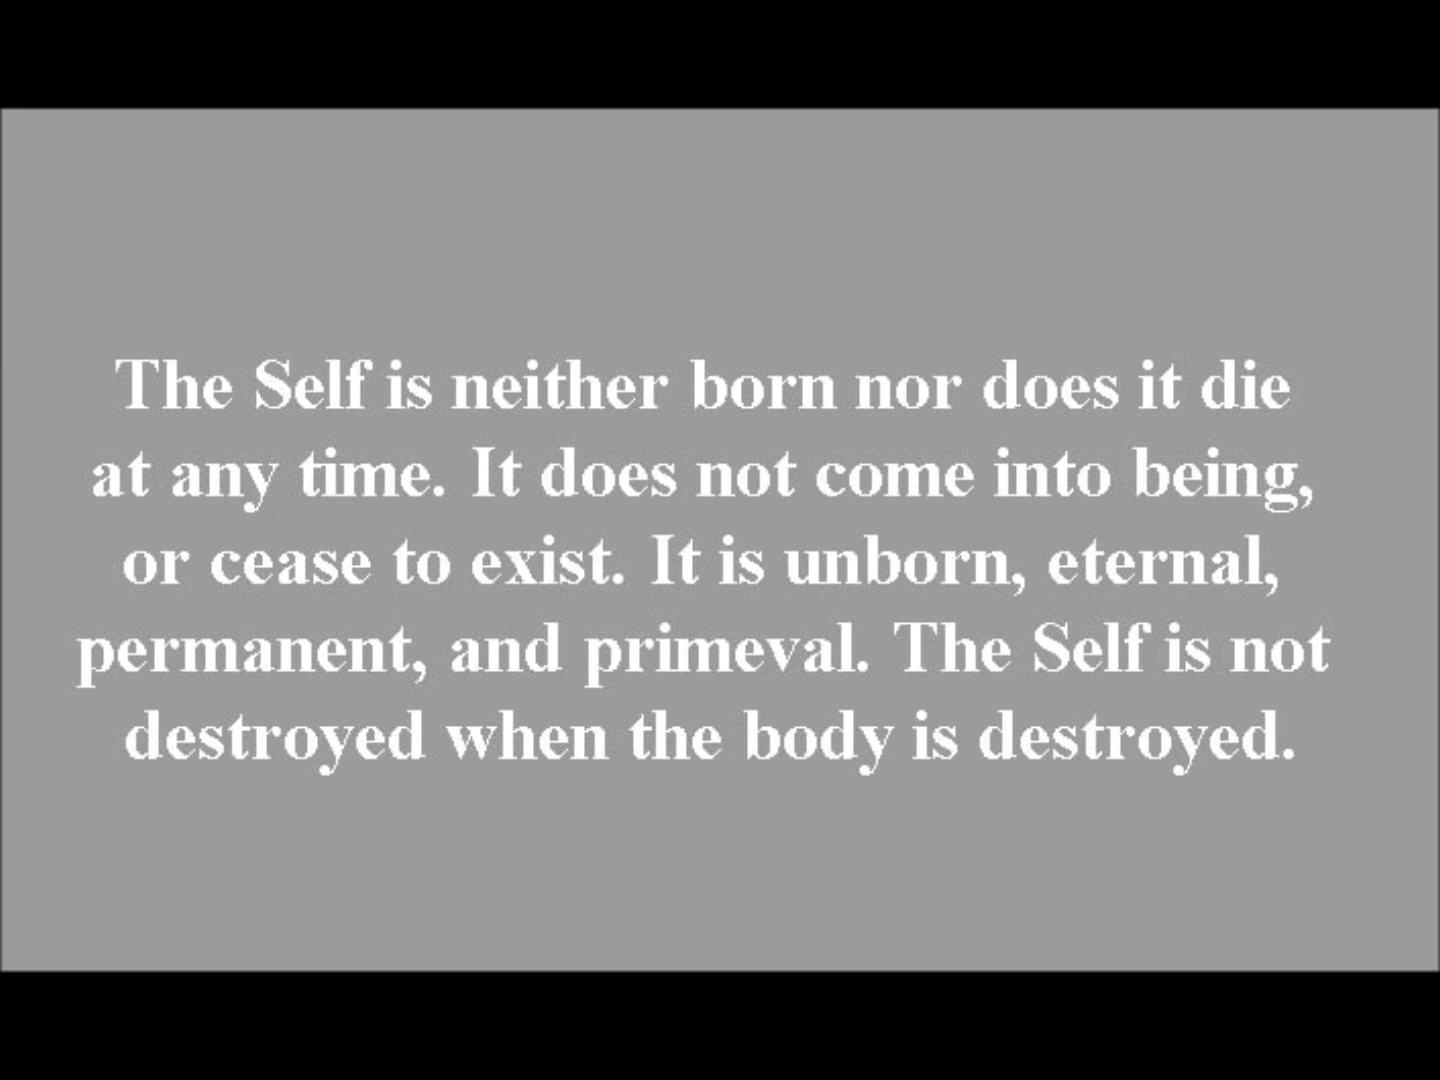 The Self is neither born nor does it die
at any time. It does not come into being,
or cease to exist. It is unborn, eternal,
permanent, and primeval. The Self is not
destroyed when the body is destroyed.